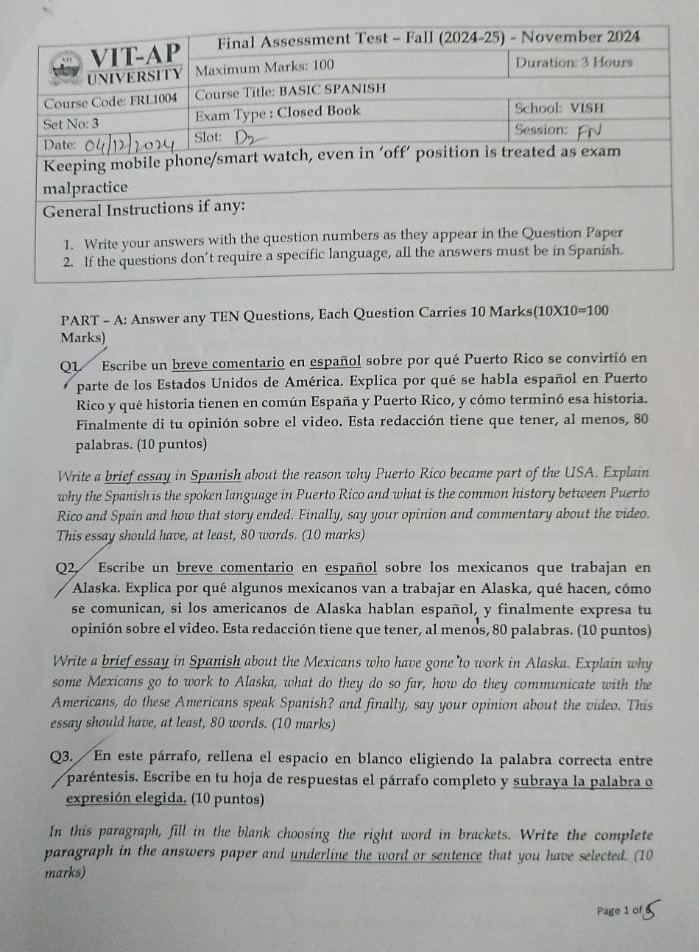 VIT-AP
UNIVERSITY
Final Assessment Test – Fall (2024-25) - November 2024
Maximum Marks: 100
Duration: 3 Hours
Course Code: FRL1004
Course Title: BASIC SPANISH
Set No: 3
Exam Type : Closed Book
School: VISH
Date: 04/12/2024
Slot: D2
Session: FN
Keeping mobile phone/smart watch, even in 'off' position is treated as exam
malpractice
General Instructions if any:
1. Write your answers with the question numbers as they appear in the Question Paper
2. If the questions don't require a specific language, all the answers must be in Spanish.
PART – A: Answer any TEN Questions, Each Question Carries 10 Marks(10X10=100
Marks)
Q1. Escribe un breve comentario en español sobre por qué Puerto Rico se convirtió en
parte de los Estados Unidos de América. Explica por qué se habla español en Puerto
Rico y qué historia tienen en común España y Puerto Rico, y cómo terminó esa historia.
Finalmente di tu opinión sobre el video. Esta redacción tiene que tener, al menos, 80
palabras. (10 puntos)
Write a brief essay in Spanish about the reason why Puerto Rico became part of the USA. Explain
why the Spanish is the spoken language in Puerto Rico and what is the common history between Puerto
Rico and Spain and how that story ended. Finally, say your opinion and commentary about the video.
This essay should have, at least, 80 words. (10 marks)
Q2. Escribe un breve comentario en español sobre los mexicanos que trabajan en
Alaska. Explica por qué algunos mexicanos van a trabajar en Alaska, qué hacen, cómo
se comunican, si los americanos de Alaska hablan español, y finalmente expresa tu
opinión sobre el video. Esta redacción tiene que tener, al menos, 80 palabras. (10 puntos)
Write a brief essay in Spanish about the Mexicans who have gone to work in Alaska. Explain why
some Mexicans go to work to Alaska, what do they do so far, how do they communicate with the
Americans, do these Americans speak Spanish? and finally, say your opinion about the video. This
essay should have, at least, 80 words. (10 marks)
Q3. En este párrafo, rellena el espacio en blanco eligiendo la palabra correcta entre
paréntesis. Escribe en tu hoja de respuestas el párrafo completo y subraya la palabra o
expresión elegida. (10 puntos)
In this paragraph, fill in the blank choosing the right word in brackets. Write the complete
paragraph in the answers paper and underline the word or sentence that you have selected. (10
marks)
Page 1 of 5